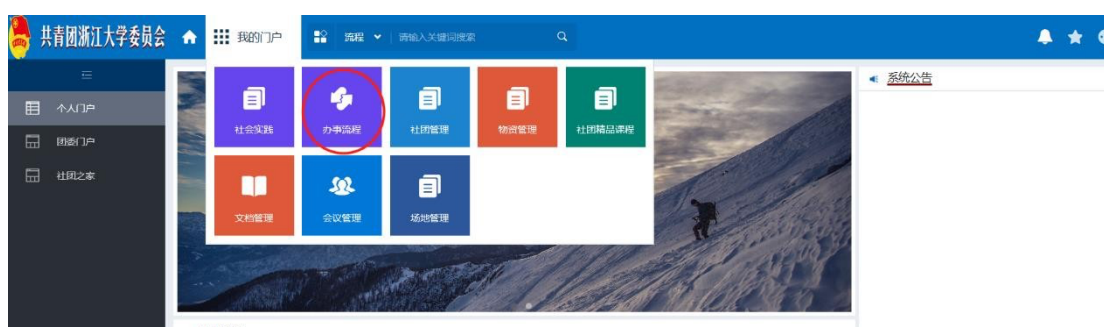 共青团浙江大学委员会
我的门户
流程
请输入关键词搜索
个人门户
团委门户
社团之家
社会实践
办事流程
社团管理
物资管理
社团精品课程
文档管理
会议管理
场地管理
系统公告